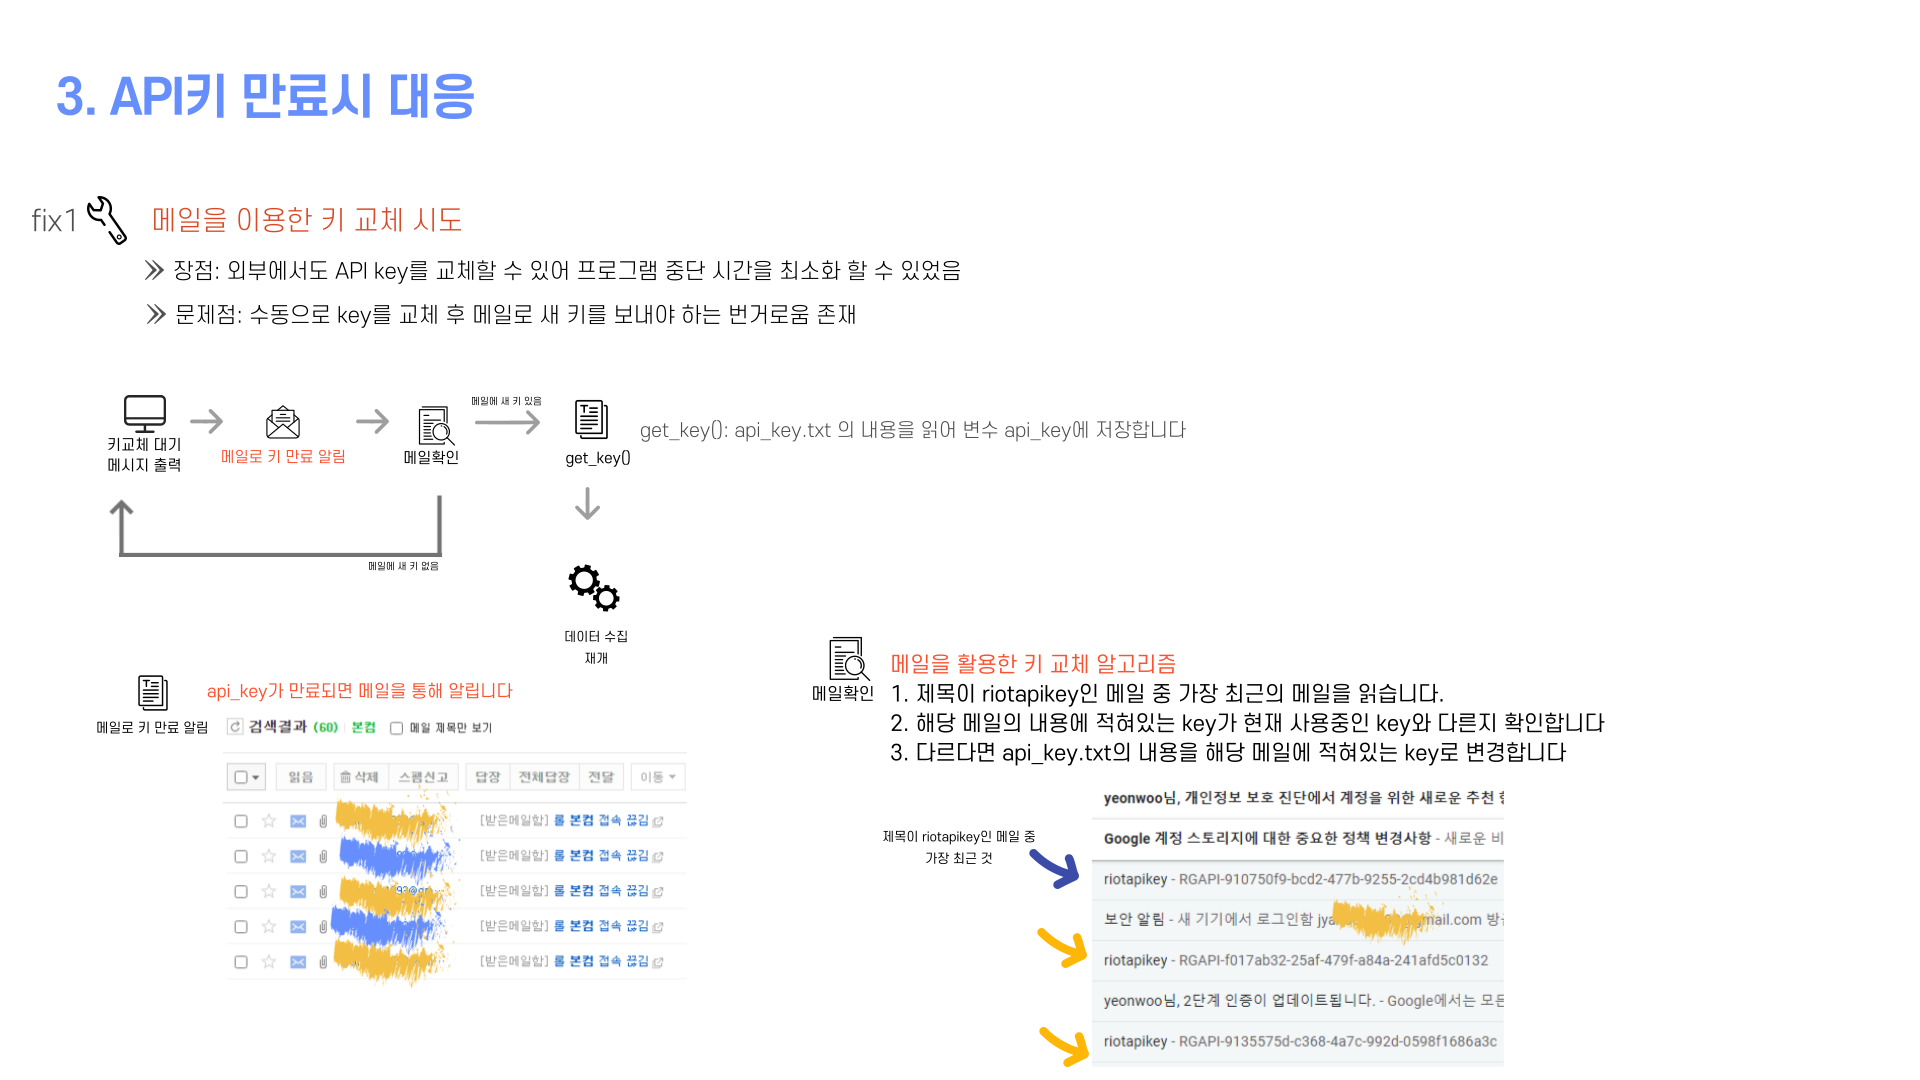 3. API키 만료시 대응
fix1
메일을 이용한 키 교체 시도
장점: 외부에서도 API key를 교체할 수 있어 프로그램 중단 시간을 최소화 할 수 있었음
문제점: 수동으로 key를 교체 후 메일로 새 키를 보내야 하는 번거로움 존재
키교체 대기
메시지 출력
메일로 키 만료 알림
메일확인
메일에 새 키 있음
get_key()
get_key(): api_key.txt 의 내용을 읽어 변수 api_key에 저장합니다
메일에 새 키 없음
데이터 수집
재개
메일로 키 만료 알림
api_key가 만료되면 메일을 통해 알립니다
검색결과 (60) 본컴 메일 제목만 보기
읽음 삭제 스팸신고 답장 전체답장 전달 이동
[받은메일함] 롤 본컴 접속 끊김
[받은메일함] 롤 본컴 접속 끊김
[받은메일함] 롤 본컴 접속 끊김
[받은메일함] 롤 본컴 접속 끊김
[받은메일함] 롤 본컴 접속 끊김
메일확인
메일을 활용한 키 교체 알고리즘
1. 제목이 riotapikey인 메일 중 가장 최근의 메일을 읽습니다.
2. 해당 메일의 내용에 적혀있는 key가 현재 사용중인 key와 다른지 확인합니다
3. 다르다면 api_key.txt의 내용을 해당 메일에 적혀있는 key로 변경합니다
제목이 riotapikey인 메일 중
가장 최근 것
yeonwoo님, 개인정보 보호 진단에서 계정을 위한 새로운 추천
Google 계정 스토리지에 대한 중요한 정책 변경사항 - 새로운 비
riotapikey - RGAPI-910750f9-bcd2-477b-9255-2cd4b981d62e
보안 알림 - 새 기기에서 로그인함 jya mail.com 방금
riotapikey - RGAPI-f017ab32-25af-479f-a84a-241afd5c0132
yeonwoo님, 2단계 인증이 업데이트됩니다. - Google에서는 모든
riotapikey - RGAPI-9135575d-c368-4a7c-992d-0598f1686a3c